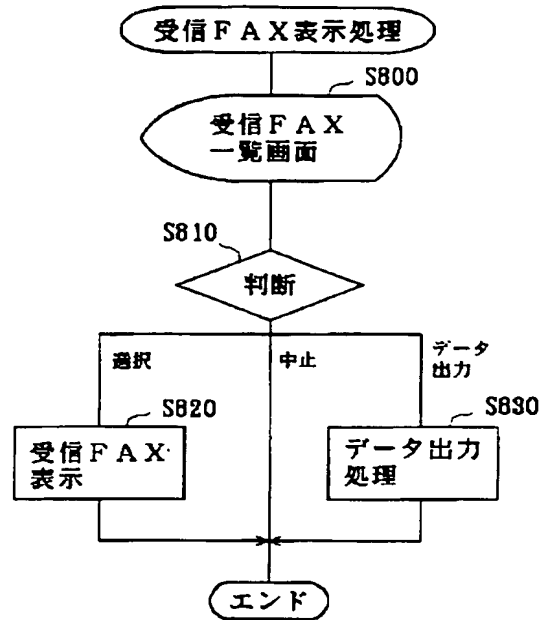 受信ＦＡＸ表示処理
S800
受信ＦＡＸ
一覧画面
S810
判断
選択
中止
データ
出力
S820
S830
受信ＦＡＸ
表示
データ出力
処理
エンド